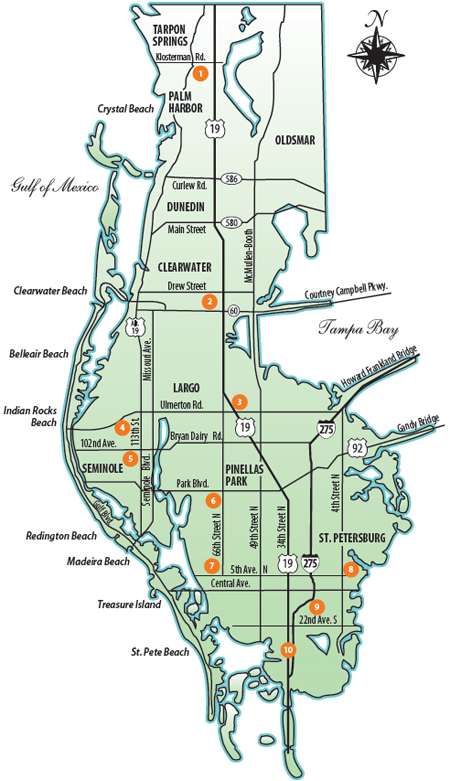 N
TARPON
SPRINGS
Klosterman Rd.
1
PALM
HARBOR
Crystal Beach
19
OLDSMAR
Gulf of Mexico
Curlew Rd.
586
DUNEDIN
Main Street
580
McMullen-Booth
CLEARWATER
Drew Street
Clearwater Beach
2
60
Courtney Campbell Pkwy.
Tampa Bay
Alt.
19
Missouri Ave.
Belleair Beach
Howard Frankland Bridge
LARGO
Ulmerton Rd.
3
19
275
Indian Rocks
Beach
4
113th St.
102nd Ave.
Bryan Dairy Rd.
Gandy Bridge
92
5
SEMINOLE
Seminole Blvd.
PINELLAS
PARK
Park Blvd.
4th Street N
6
66th Street N
49th Street N
34th Street N
Gulf Blvd.
Redington Beach
ST. PETERSBURG
Madeira Beach
7
19
275
8
5th Ave. N
Central Ave.
Treasure Island
9
22nd Ave. S
St. Pete Beach
10